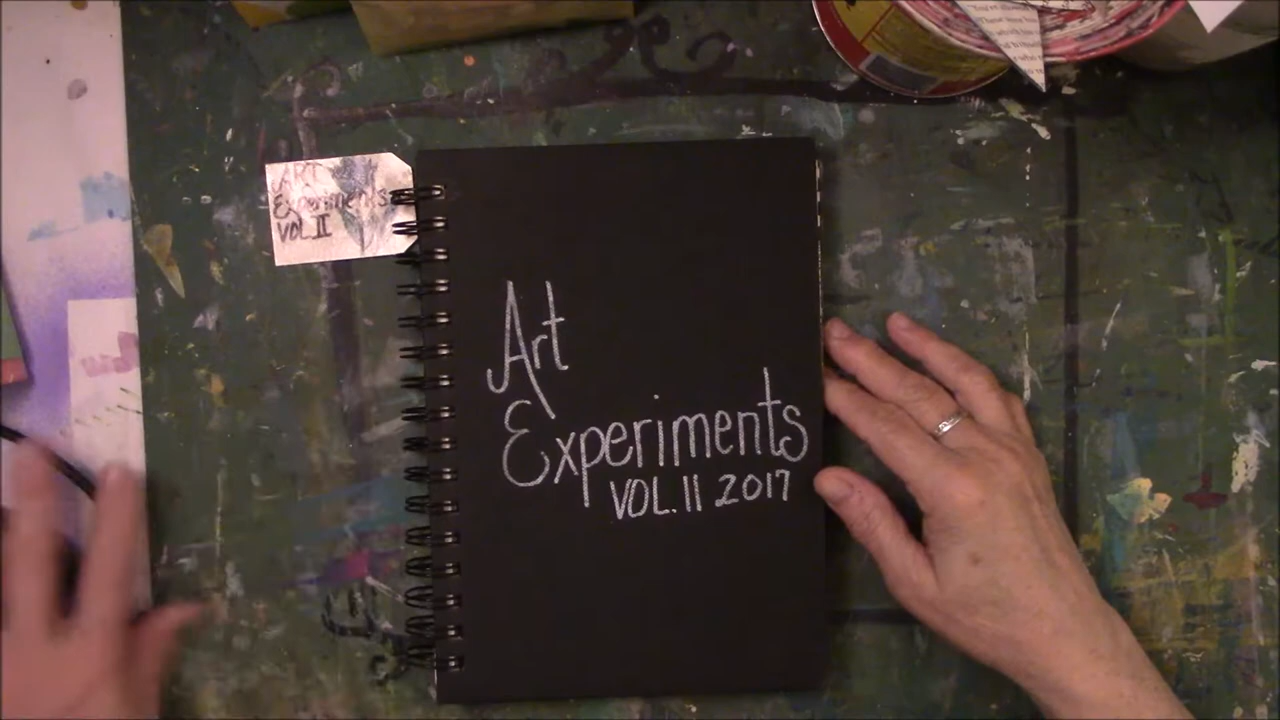 ART
Experiments
VOL II
Art
Experiments
VOL. II 2017